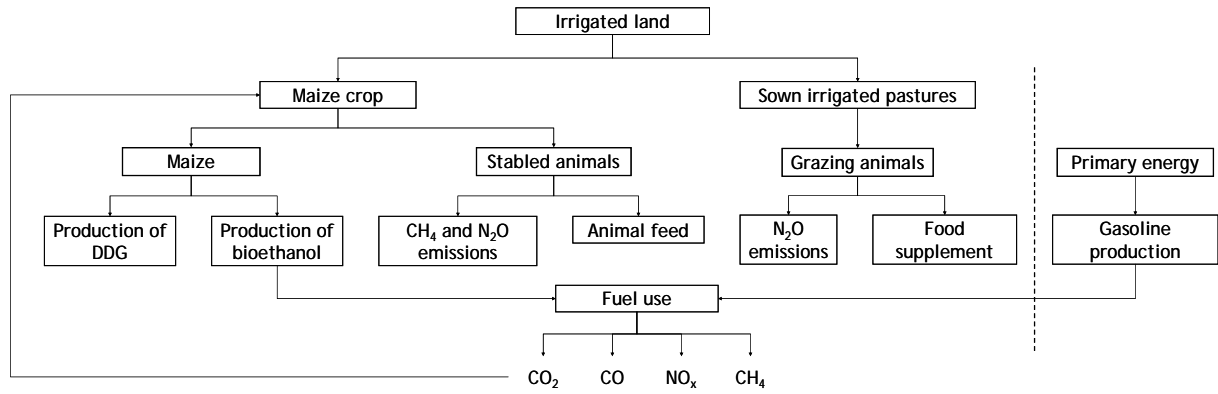 Irrigated land
Maize crop
Sown irrigated pastures
Maize
Stabled animals
Grazing animals
Primary energy
Production of
DDG
Production of
bioethanol
CH₄ and N₂O
emissions
Animal feed
N₂O
emissions
Food
supplement
Gasoline
production
Fuel use
CO₂
CO
NOₓ
CH₄